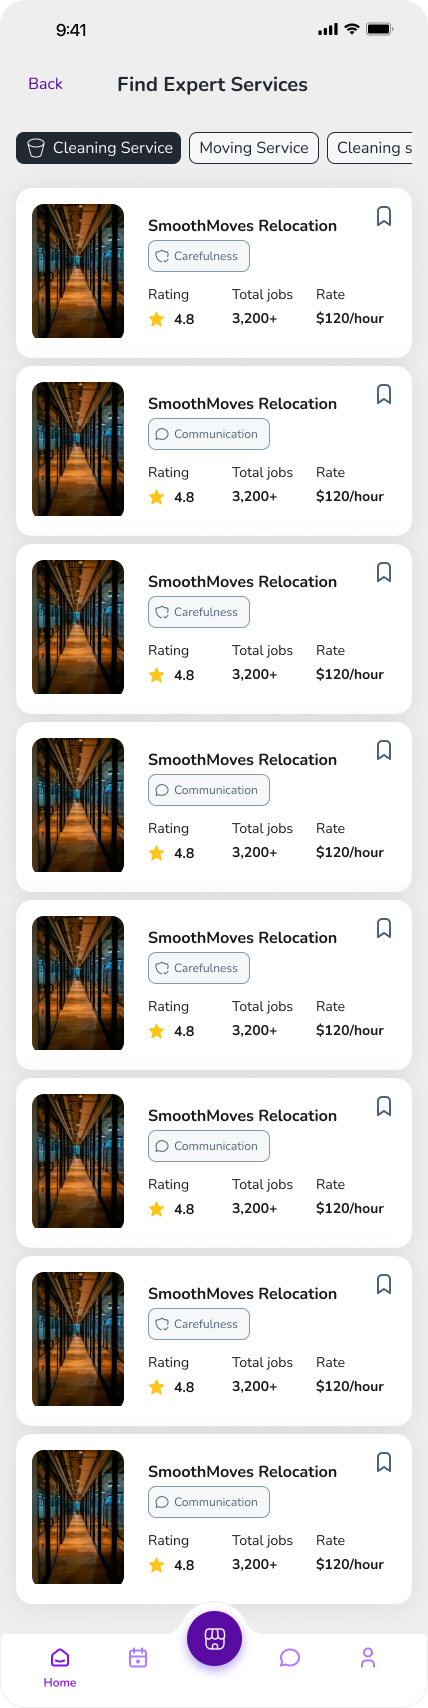 9:41
Back Find Expert Services
Cleaning Service Moving Service Cleaning s
SmoothMoves Relocation
Carefulness
Rating Total jobs Rate
4.8 3,200+ $120/hour
SmoothMoves Relocation
Communication
Rating Total jobs Rate
4.8 3,200+ $120/hour
SmoothMoves Relocation
Carefulness
Rating Total jobs Rate
4.8 3,200+ $120/hour
SmoothMoves Relocation
Communication
Rating Total jobs Rate
4.8 3,200+ $120/hour
SmoothMoves Relocation
Carefulness
Rating Total jobs Rate
4.8 3,200+ $120/hour
SmoothMoves Relocation
Communication
Rating Total jobs Rate
4.8 3,200+ $120/hour
SmoothMoves Relocation
Carefulness
Rating Total jobs Rate
4.8 3,200+ $120/hour
SmoothMoves Relocation
Communication
Rating Total jobs Rate
4.8 3,200+ $120/hour
Home